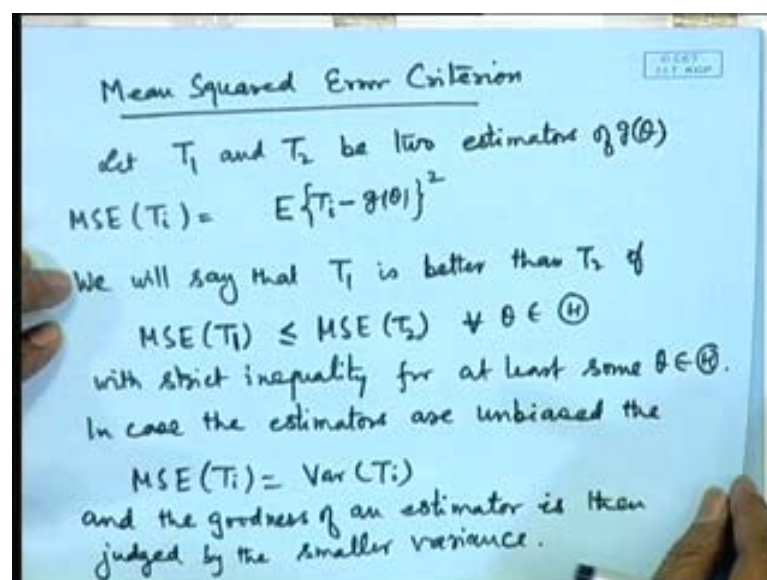 Mean Squared Error Criterion
Let T₁ and T₂ be two estimators of g(θ)
MSE (Tᵢ) = E{Tᵢ - g(θ)}²
We will say that T₁ is better than T₂ if
MSE (T₁) ≤ MSE (T₂) ∀ θ ∈ Ⓗ
with strict inequality for at least some θ ∈ Ⓗ.
In case the estimators are unbiased the
MSE (Tᵢ) = Var (Tᵢ)
and the goodness of an estimator is then
judged by the smaller variance.